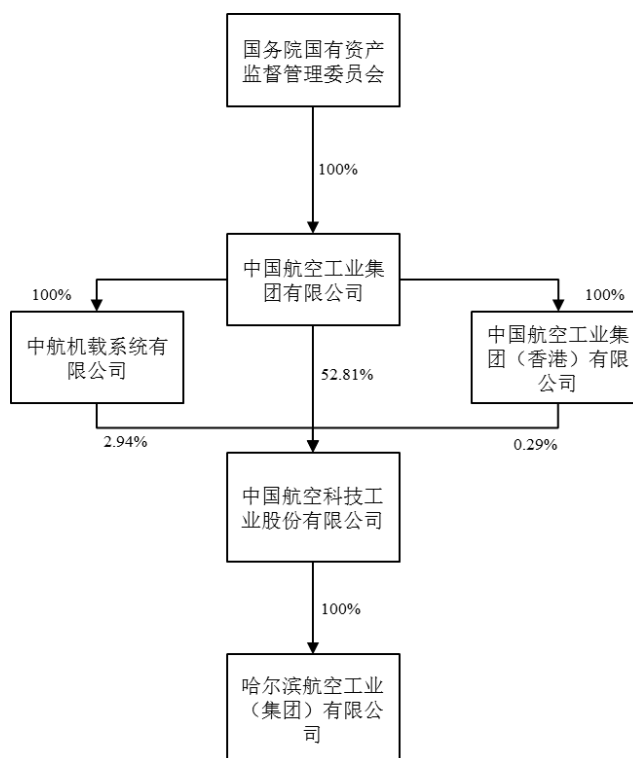 国务院国有资产
监督管理委员会
100%
中国航空工业集
团有限公司
100%
100%
中航机载系统有
限公司
中国航空工业集
团（香港）有限
公司
52.81%
2.94%
0.29%
中国航空科技工
业股份有限公司
100%
哈尔滨航空工业
（集团）有限公
司